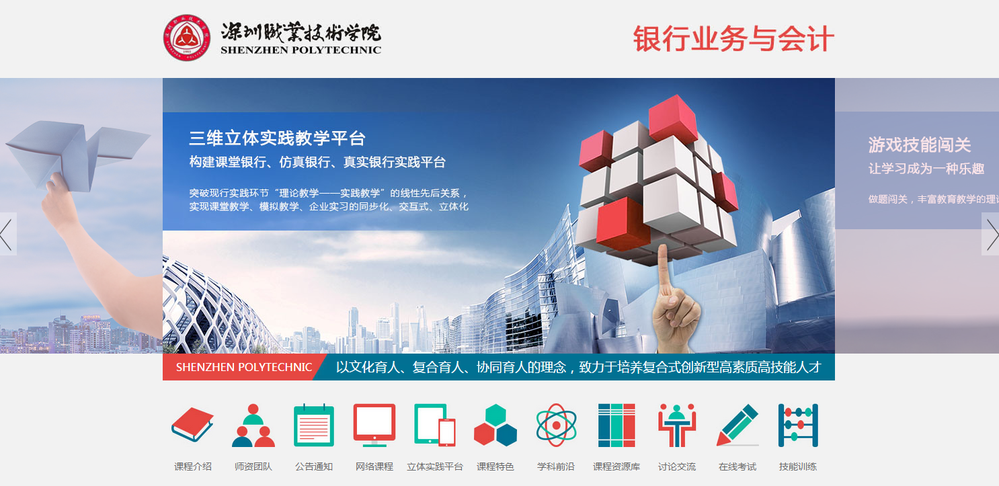 深圳職業技術学院
SHENZHEN POLYTECHNIC
银行业务与会计
三维立体实践教学平台
构建课堂银行、仿真银行、真实银行实践平台
突破现行实践环节“理论教学——实践教学”的线性先后关系，
实现课堂教学、模拟教学、企业实习的同步化、交互式、立体化
游戏技能闯关
让学习成为一种乐趣
做题闯关，丰富教育教学的理
SHENZHEN POLYTECHNIC
以文化育人、复合育人、协同育人的理念，致力于培养复合式创新型高素质高技能人才
课程介绍
师资团队
公告通知
网络课程
立体实践平台
课程特色
学科前沿
课程资源库
讨论交流
在线考试
技能训练